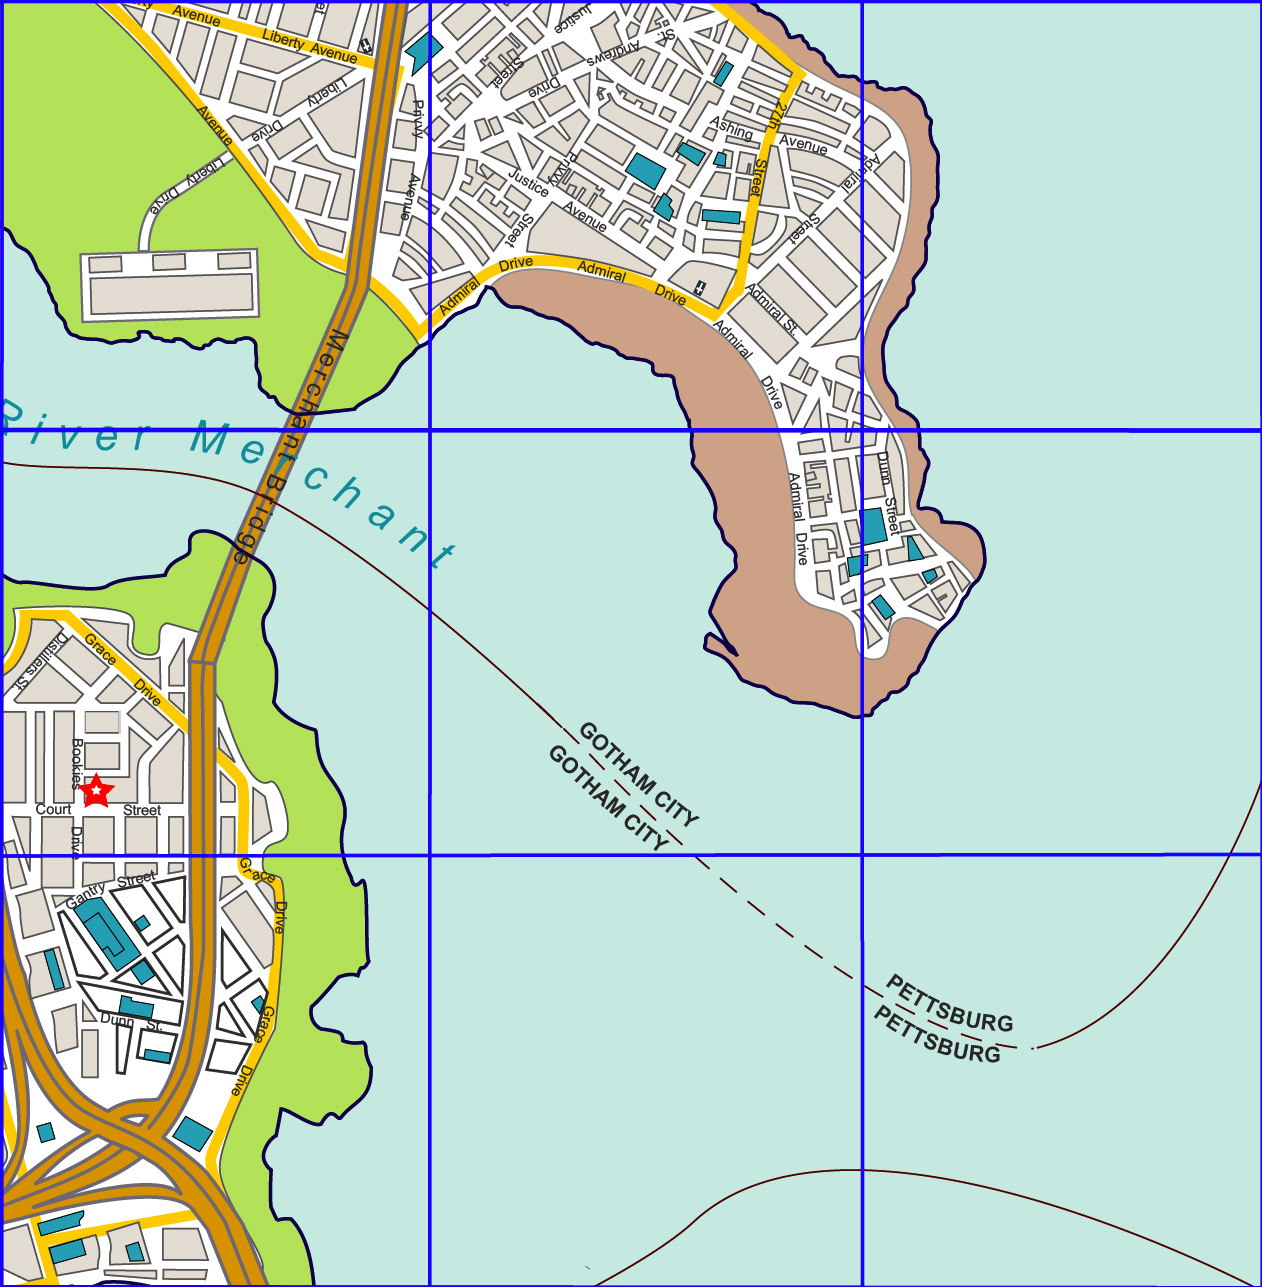 Avenue
Liberty Avenue
Justice
Andrews
St.
Street
Drive
Liberty
Drive
Avenue
Privvy
Avenue
27th
Street
Ashing
Avenue
Admiral
Street
Privvy
Justice
Avenue
Street
Liberty
Drive
Admiral
Drive
Admiral
Drive
Admiral St.
Admiral
Drive
Merchant Bridge
River Merchant
Dunn
Street
Admiral Drive
Distillers St
Grace
Drive
Bookies
Drive
Court Street
GOTHAM CITY
GOTHAM CITY
Grace
Drive
Gantry Street
Dunn St.
Grace
Drive
PETTSBURG
PETTSBURG